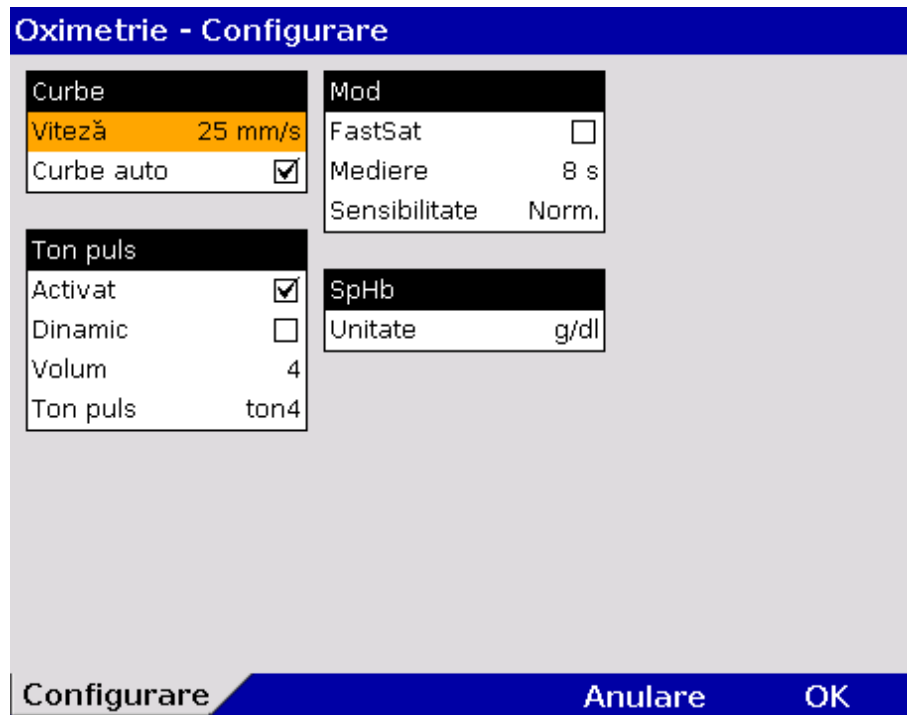 Oximetrie - Configurare
Curbe
Viteză 25 mm/s
Curbe auto
Ton puls
Activat
Dinamic
Volum 4
Ton puls ton4
Mod
FastSat
Mediere 8 s
Sensibilitate Norm.
SpHb
Unitate g/dl
Configurare Anulare OK